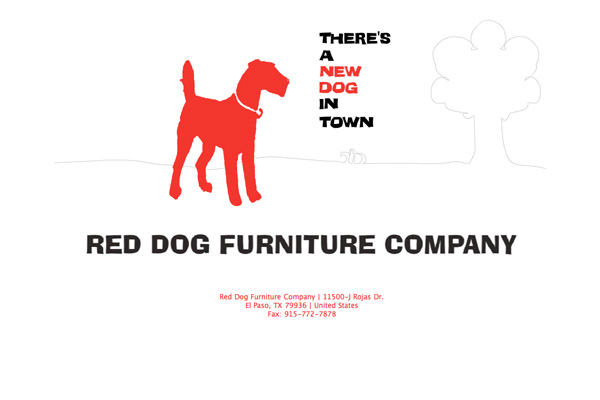 THERE'S
A
NEW
DOG
IN
TOWN
RED DOG FURNITURE COMPANY
Red Dog Furniture Company | 11500-J Rojas Dr.
El Paso, TX 79936 | United States
Fax: 915-772-7878